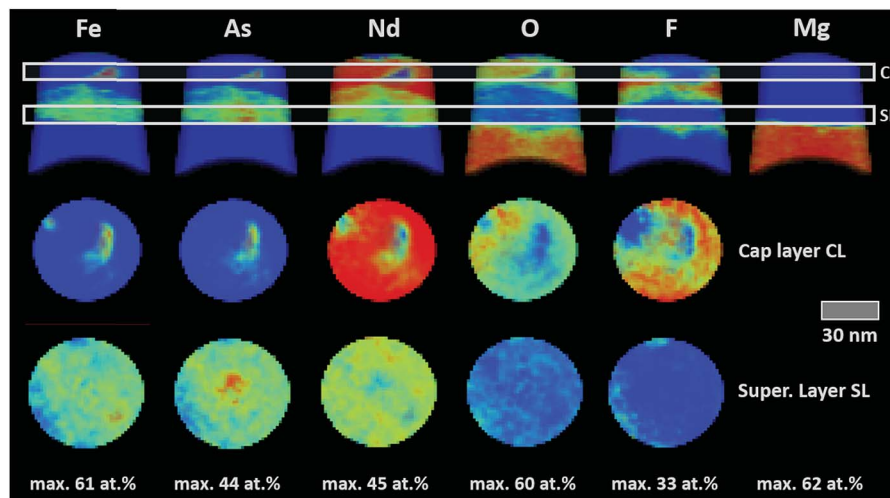 Fe As Nd O F Mg
Cap layer CL
30 nm
Super. Layer SL
max. 61 at.% max. 44 at.% max. 45 at.% max. 60 at.% max. 33 at.% max. 62 at.%